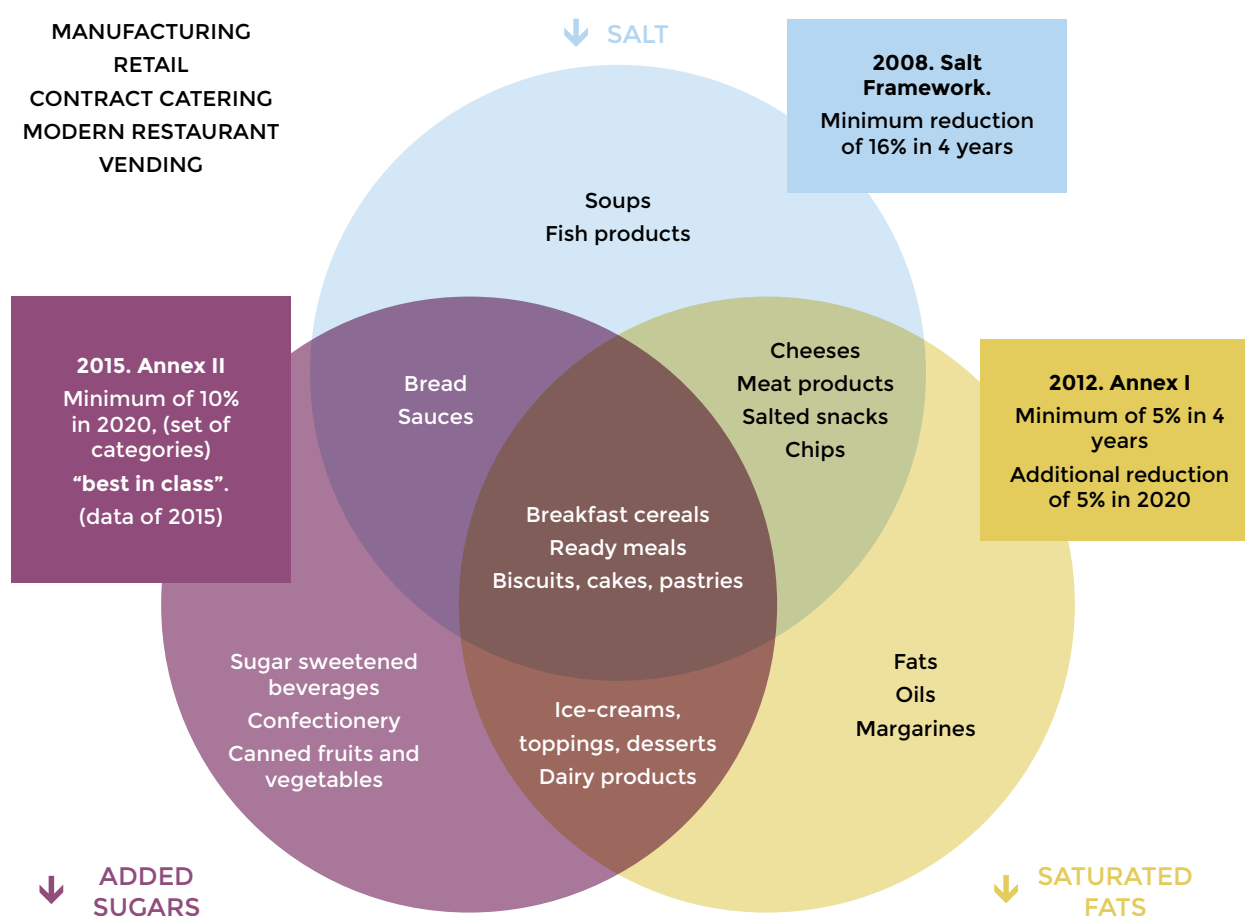 MANUFACTURING
RETAIL
CONTRACT CATERING
MODERN RESTAURANT
VENDING
SALT
2008. Salt
Framework.
Minimum reduction
of 16% in 4 years
Soups
Fish products
2015. Annex II
Minimum of 10%
in 2020, (set of
categories)
“best in class”.
(data of 2015)
Bread
Sauces
Cheeses
Meat products
Salted snacks
Chips
2012. Annex I
Minimum of 5% in 4
years
Additional reduction
of 5% in 2020
Breakfast cereals
Ready meals
Biscuits, cakes, pastries
Sugar sweetened
beverages
Confectionery
Canned fruits and
vegetables
Ice-creams,
toppings, desserts
Dairy products
Fats
Oils
Margarines
ADDED
SUGARS
SATURATED
FATS